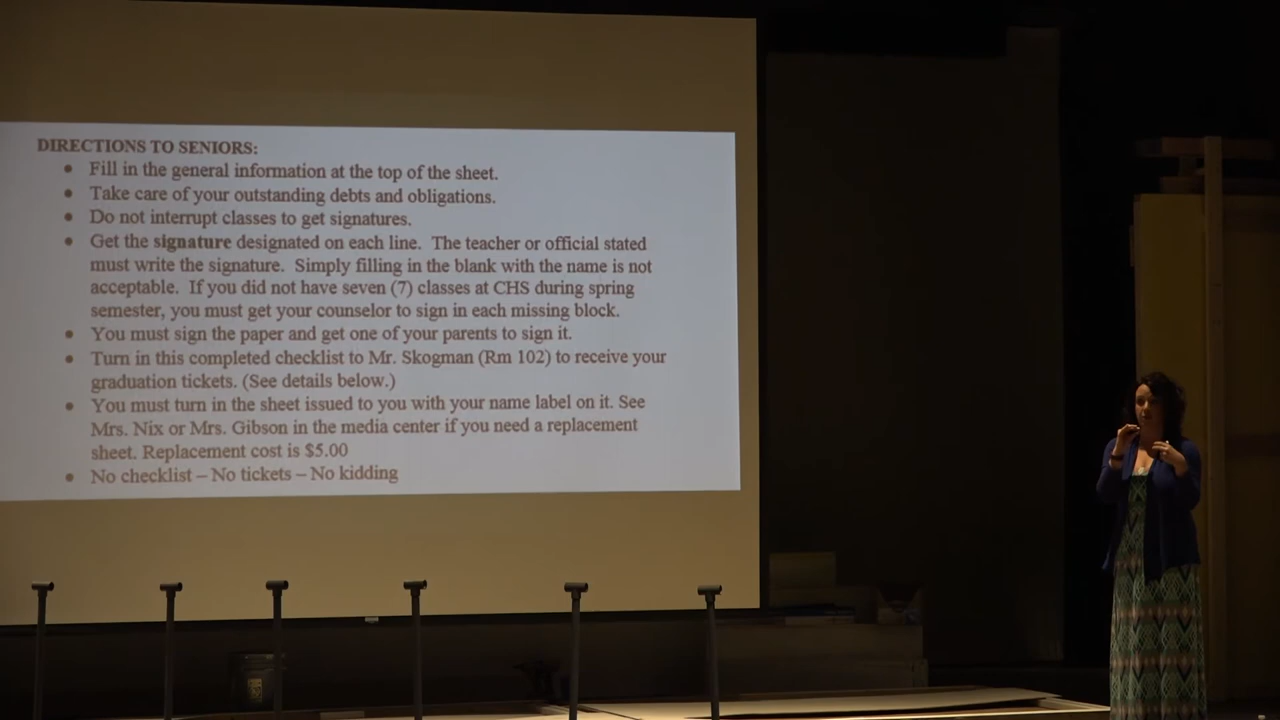 DIRECTIONS TO SENIORS:
• Fill in the general information at the top of the sheet.
• Take care of your outstanding debts and obligations.
• Do not interrupt classes to get signatures.
• Get the signature designated on each line. The teacher or official stated
must write the signature. Simply filling in the blank with the name is not
acceptable. If you did not have seven (7) classes at CHS during spring
semester, you must get your counselor to sign in each missing block.
• You must sign the paper and get one of your parents to sign it.
• Turn in this completed checklist to Mr. Skogman (Rm 102) to receive your
graduation tickets. (See details below.)
• You must turn in the sheet issued to you with your name label on it. See
Mrs. Nix or Mrs. Gibson in the media center if you need a replacement
sheet. Replacement cost is $5.00
• No checklist – No tickets – No kidding